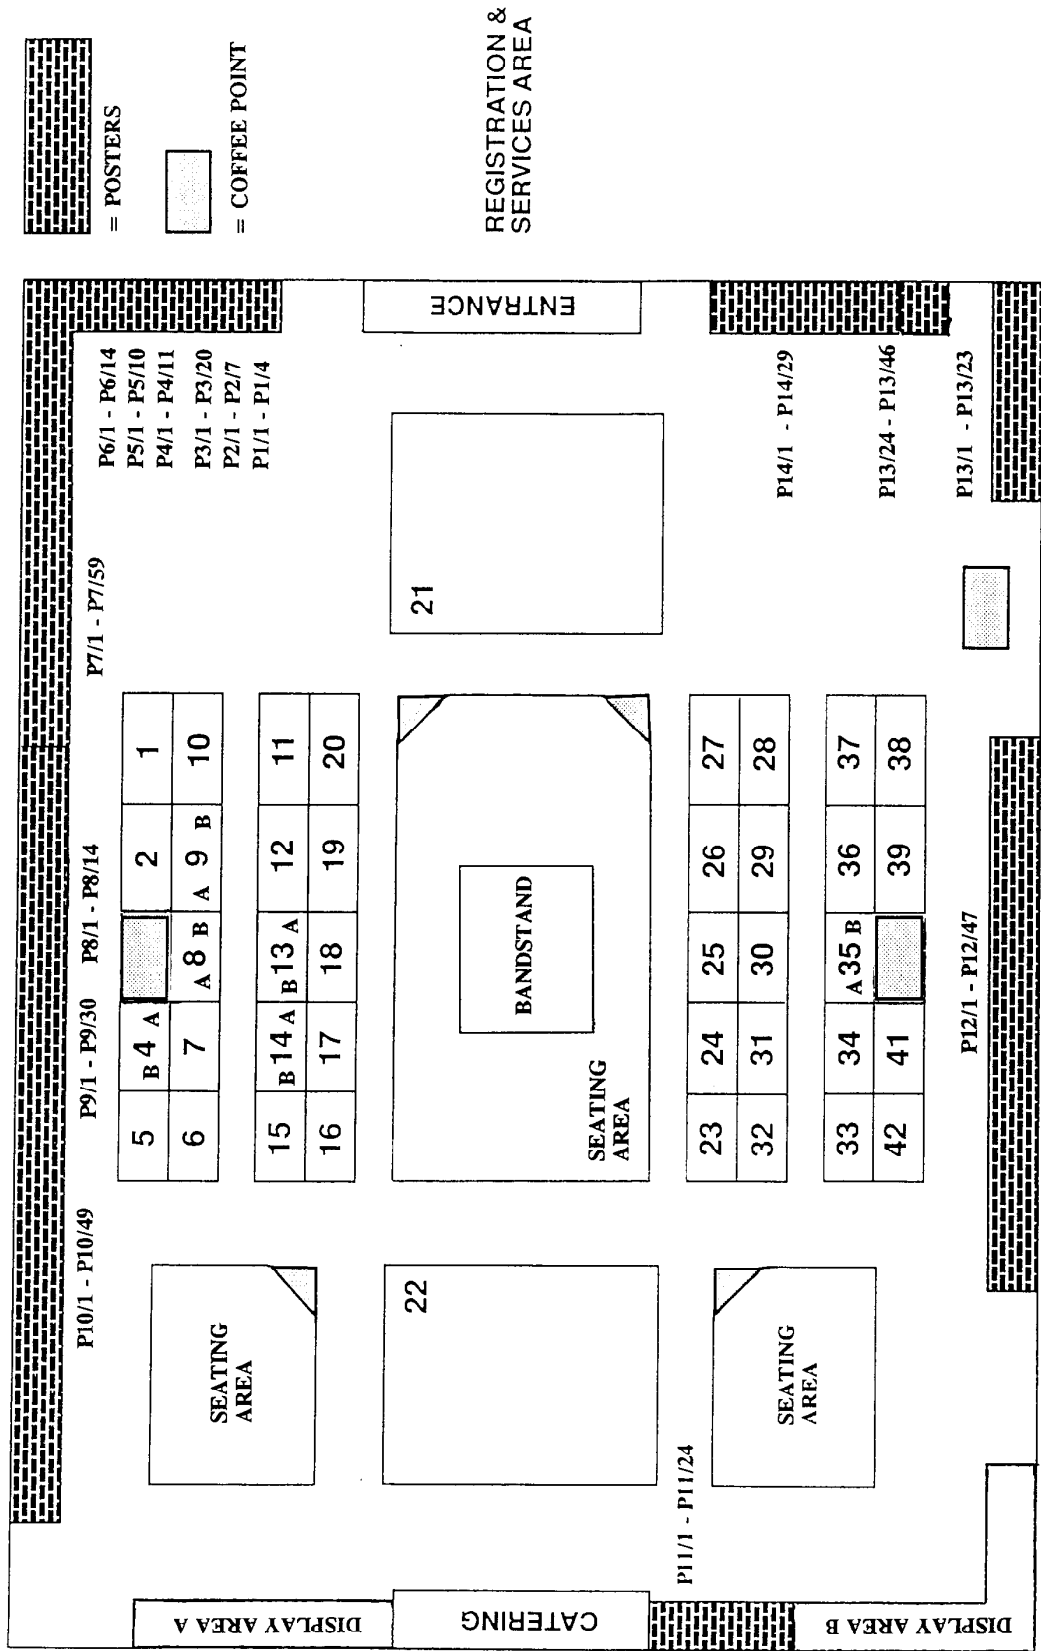 = POSTERS
= COFFEE POINT
REGISTRATION &
SERVICES AREA
ENTRANCE
P6/1 - P6/14
P5/1 - P5/10
P4/1 - P4/11
P3/1 - P3/20
P2/1 - P2/7
P1/1 - P1/4
P7/1 - P7/59
P8/1 - P8/14
P9/1 - P9/30
P10/1 - P10/49
P14/1 - P14/29
P13/24 - P13/46
P13/1 - P13/23
P12/1 - P12/47
P11/1 - P11/24
21
5
B 4 A
2
1
6
7
A 8 B
A 9 B
10
15
B 14 A
B 13 A
12
11
16
17
18
19
20
BANDSTAND
SEATING
AREA
23
24
25
26
27
32
31
30
29
28
33
34
A 35 B
36
37
42
41
39
38
SEATING
AREA
22
SEATING
AREA
DISPLAY AREA A
CATERING
DISPLAY AREA B